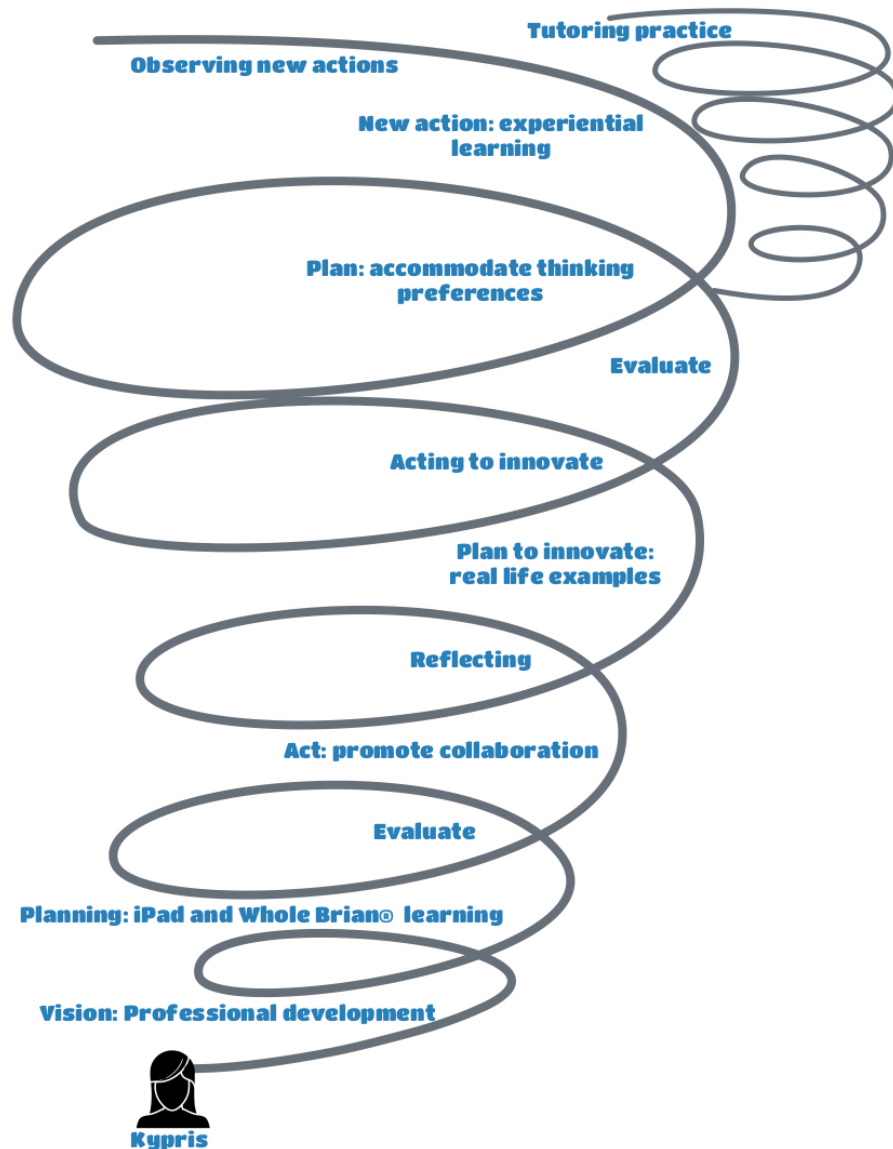 Tutoring practice
Observing new actions
New action: experiential
learning
Plan: accommodate thinking
preferences
Evaluate
Acting to innovate
Plan to innovate:
real life examples
Reflecting
Act: promote collaboration
Evaluate
Planning: iPad and Whole Brian® learning
Vision: Professional development
Kypris